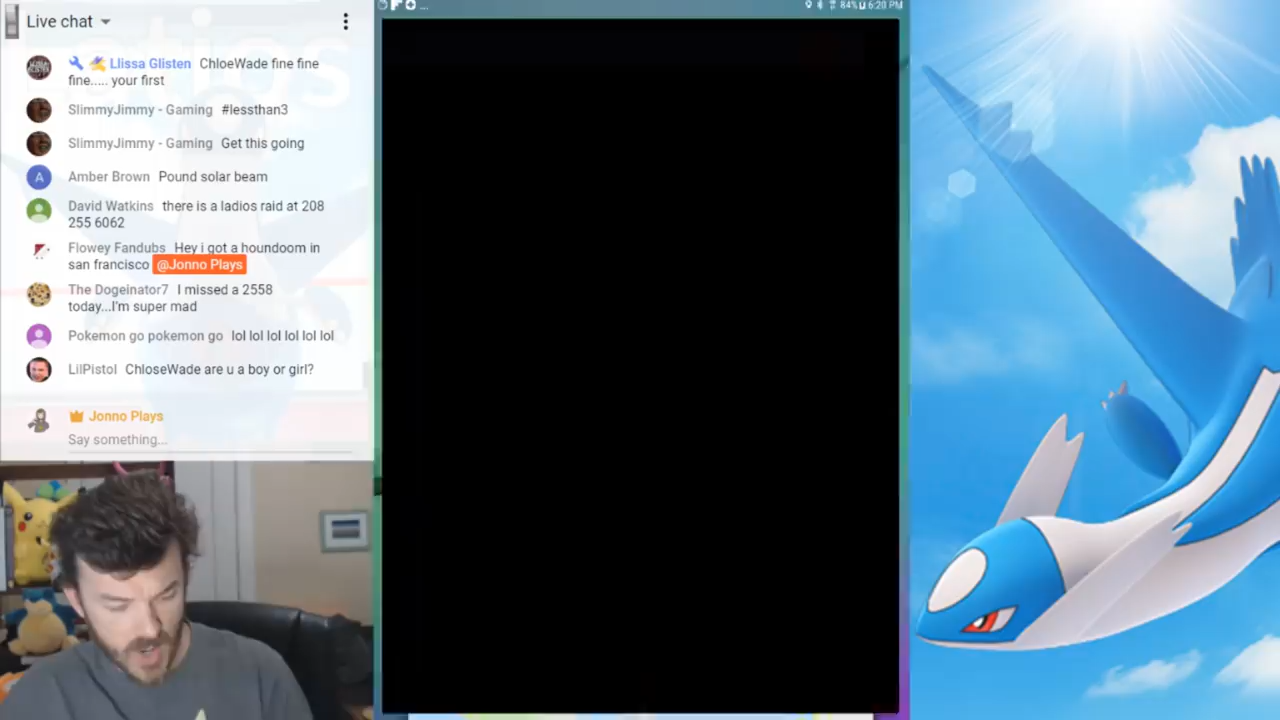 Live chat
Llissa Glisten ChloeWade fine fine
fine..... your first
SlimmyJimmy - Gaming #lessthan3
SlimmyJimmy - Gaming Get this going
Amber Brown Pound solar beam
A
David Watkins there is a ladios raid at 208
255 6062
Flowey Fandubs Hey i got a houndoom in
san francisco @Jonno Plays
The Dogeinator7 I missed a 2558
today...I'm super mad
Pokemon go pokemon go lol lol lol lol lol lol
LilPistol ChloseWade are u a boy or girl?
Jonno Plays
Say something...
... 84% 6:20 PM